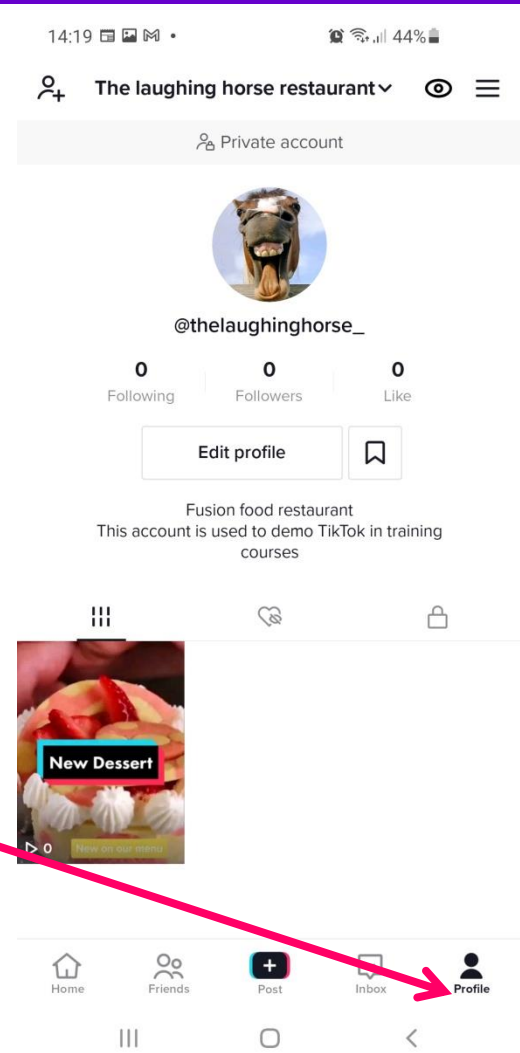 14:19
44%
The laughing horse restaurant
Private account
@thelaughinghorse_
0 0 0
Following Followers Like
Edit profile
Fusion food restaurant
This account is used to demo TikTok in training
courses
New Dessert
0 New on our menu
Home Friends Post Inbox Profile